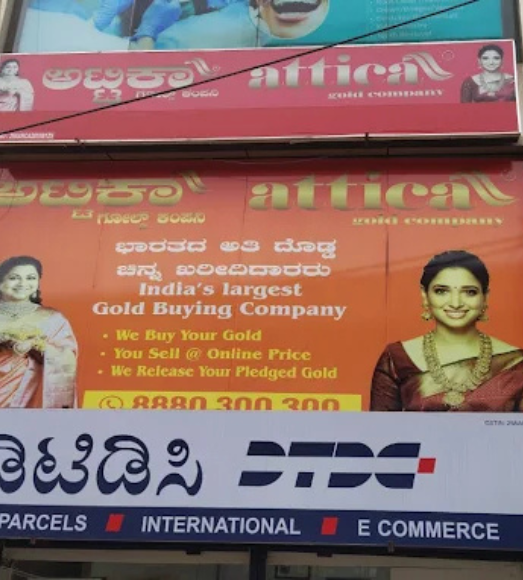 ಅಟ್ಟಿಕಾ attica
ಗೋಲ್ಡ್ ಕಂಪನಿ gold company
ಅಟ್ಟಿಕಾ attica
ಗೋಲ್ಡ್ ಕಂಪನಿ gold company
ಭಾರತದ ಅತಿ ದೊಡ್ಡ
ಚಿನ್ನ ಖರೀದಿದಾರರು
India's largest
Gold Buying Company
• We Buy Your Gold
• You Sell @ Online Price
• We Release Your Pledged Gold
8880 300 300
ಡಿಟಿಡಿಸಿ DTDC
PARCELS INTERNATIONAL E COMMERCE